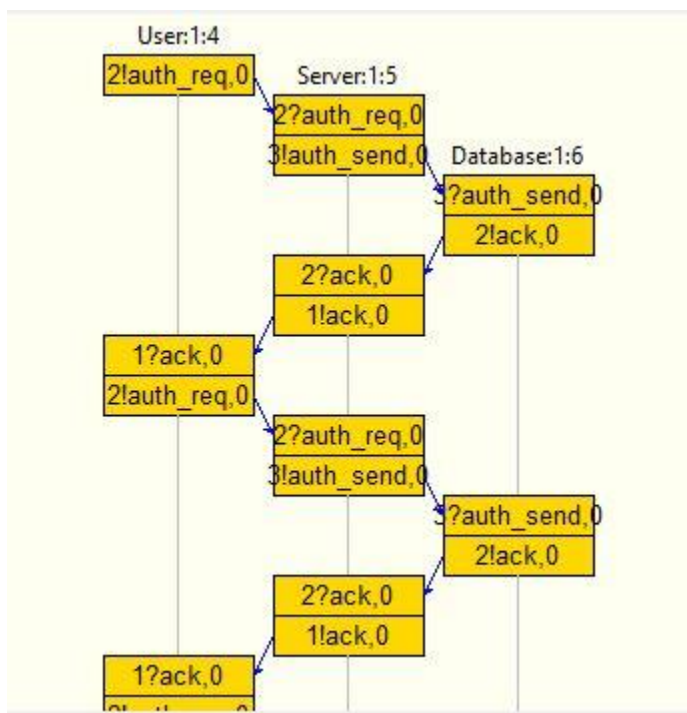 User:1:4
2!auth_req,0
Server:1:5
2?auth_req,0
3!auth_send,0
Database:1:6
3?auth_send,0
2!ack,0
2?ack,0
1!ack,0
1?ack,0
2!auth_req,0
2?auth_req,0
3!auth_send,0
3?auth_send,0
2!ack,0
2?ack,0
1!ack,0
1?ack,0